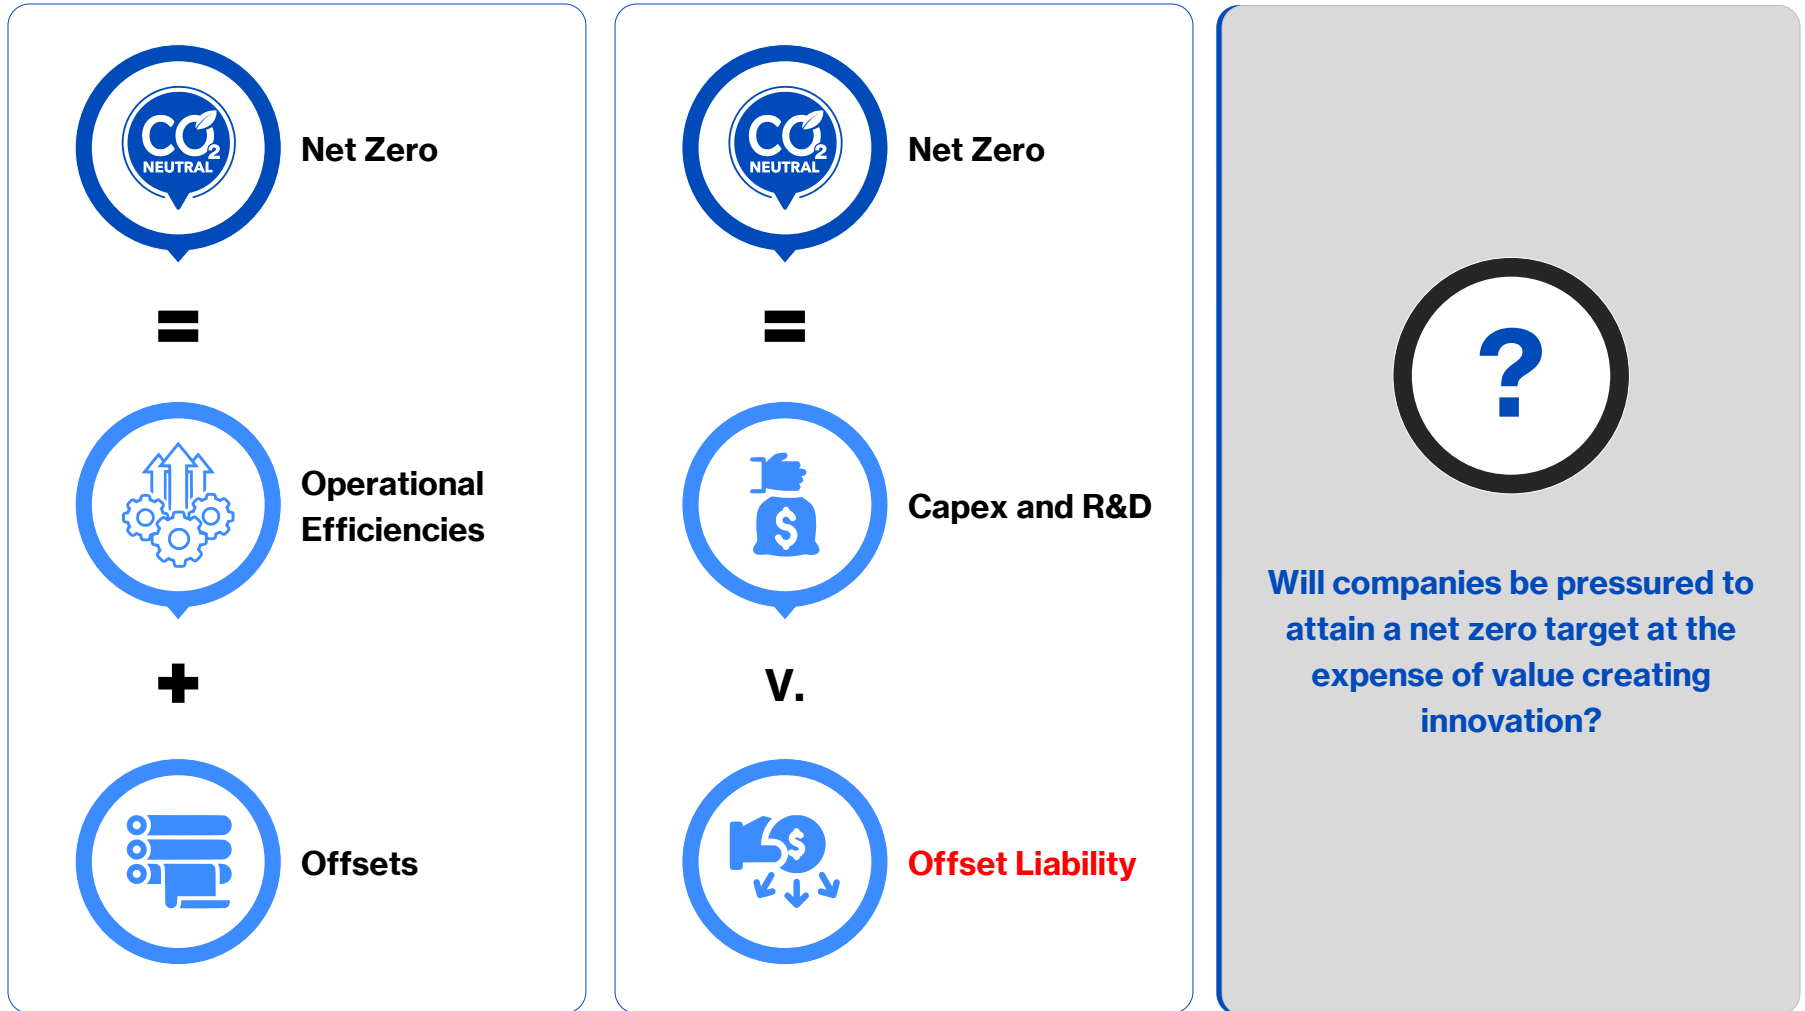 CO2
NEUTRAL
Net Zero
=
Operational
Efficiencies
+
Offsets
CO2
NEUTRAL
Net Zero
=
$
Capex and R&D
v.
$
Offset Liability
?
Will companies be pressured to
attain a net zero target at the
expense of value creating
innovation?